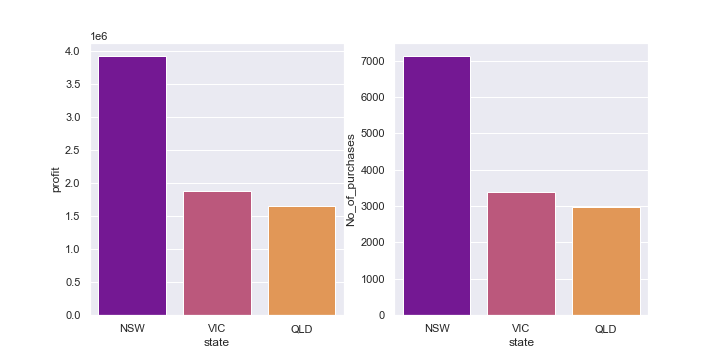 1e6
4.0
3.5
3.0
2.5
2.0
1.5
1.0
0.5
0.0
profit
NSW VIC QLD
state
7000
6000
5000
4000
3000
2000
1000
0
No_of_purchases
NSW VIC QLD
state